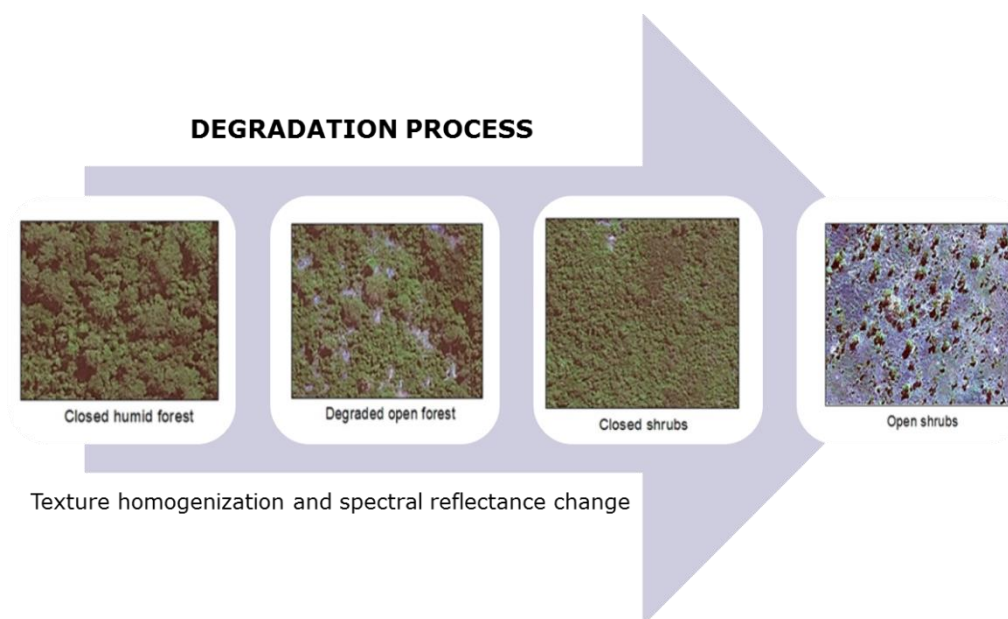 DEGRADATION PROCESS
Closed humid forest
Degraded open forest
Closed shrubs
Open shrubs
Texture homogenization and spectral reflectance change